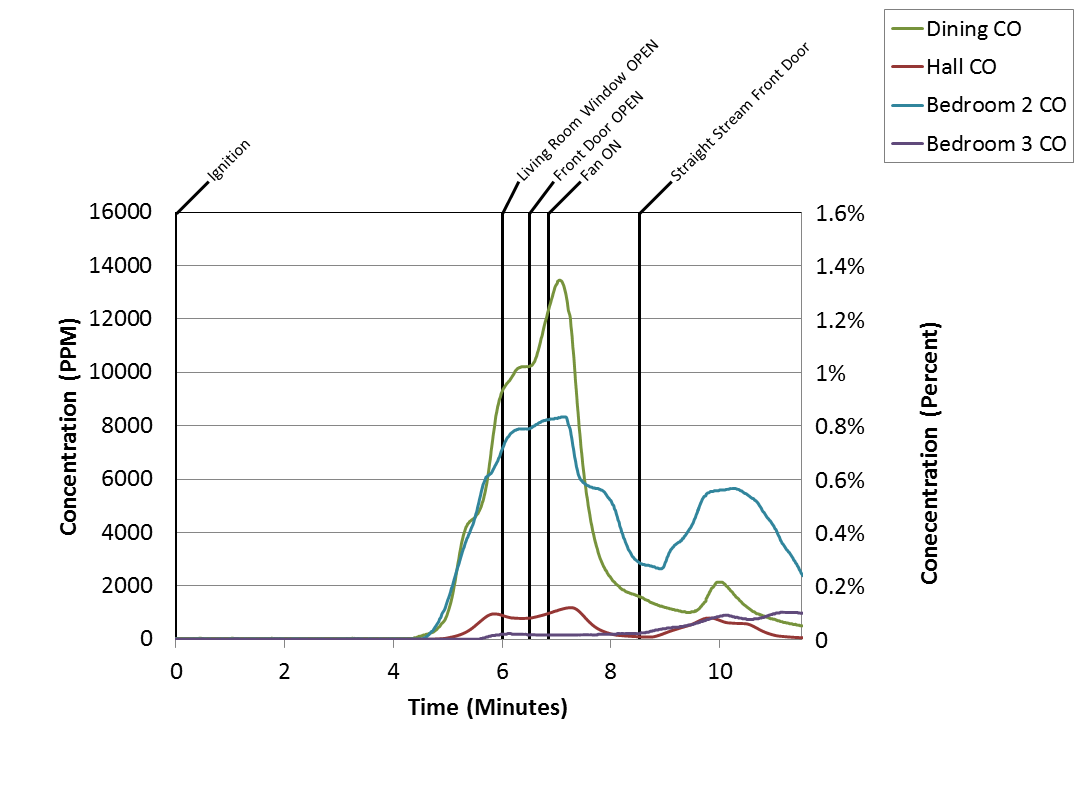 Dining CO
Hall CO
Bedroom 2 CO
Bedroom 3 CO
Ignition
Living Room Window OPEN
Front Door OPEN
Fan ON
Straight Stream Front Door
16000
14000
12000
10000
8000
6000
4000
2000
0
Concentration (PPM)
1.6%
1.4%
1.2%
1%
0.8%
0.6%
0.4%
0.2%
0
Conecentration (Percent)
0 2 4 6 8 10
Time (Minutes)